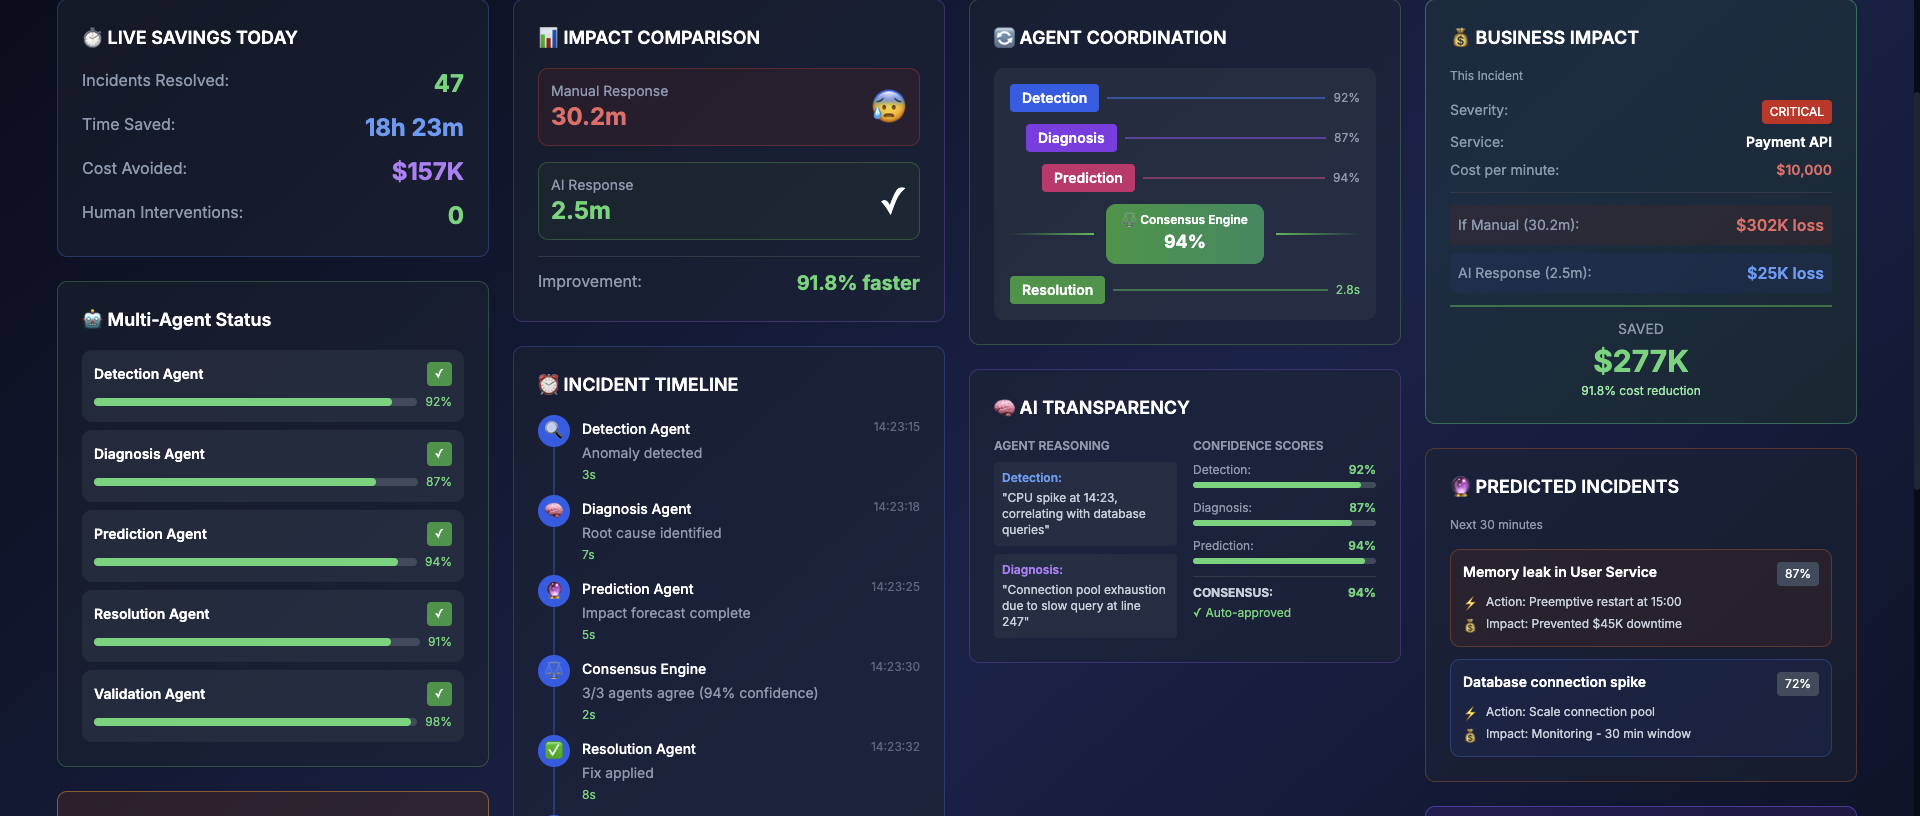 LIVE SAVINGS TODAY
Incidents Resolved: 47
Time Saved: 18h 23m
Cost Avoided: $157K
Human Interventions: 0
Multi-Agent Status
Detection Agent ✓
92%
Diagnosis Agent ✓
87%
Prediction Agent ✓
94%
Resolution Agent ✓
91%
Validation Agent ✓
98%
IMPACT COMPARISON
Manual Response
30.2m
AI Response
2.5m
Improvement: 91.8% faster
INCIDENT TIMELINE
Detection Agent 14:23:15
Anomaly detected
3s
Diagnosis Agent 14:23:18
Root cause identified
7s
Prediction Agent 14:23:25
Impact forecast complete
5s
Consensus Engine 14:23:30
3/3 agents agree (94% confidence)
2s
Resolution Agent 14:23:32
Fix applied
8s
AGENT COORDINATION
Detection 92%
Diagnosis 87%
Prediction 94%
Consensus Engine
94%
Resolution 2.8s
AI TRANSPARENCY
AGENT REASONING
Detection:
"CPU spike at 14:23,
correlating with database
queries"
Diagnosis:
"Connection pool exhaustion
due to slow query at line
247"
CONFIDENCE SCORES
Detection: 92%
Diagnosis: 87%
Prediction: 94%
CONSENSUS: 94%
✓ Auto-approved
BUSINESS IMPACT
This Incident
Severity: CRITICAL
Service: Payment API
Cost per minute: $10,000
If Manual (30.2m): $302K loss
AI Response (2.5m): $25K loss
SAVED
$277K
91.8% cost reduction
PREDICTED INCIDENTS
Next 30 minutes
Memory leak in User Service 87%
Action: Preemptive restart at 15:00
Impact: Prevented $45K downtime
Database connection spike 72%
Action: Scale connection pool
Impact: Monitoring - 30 min window